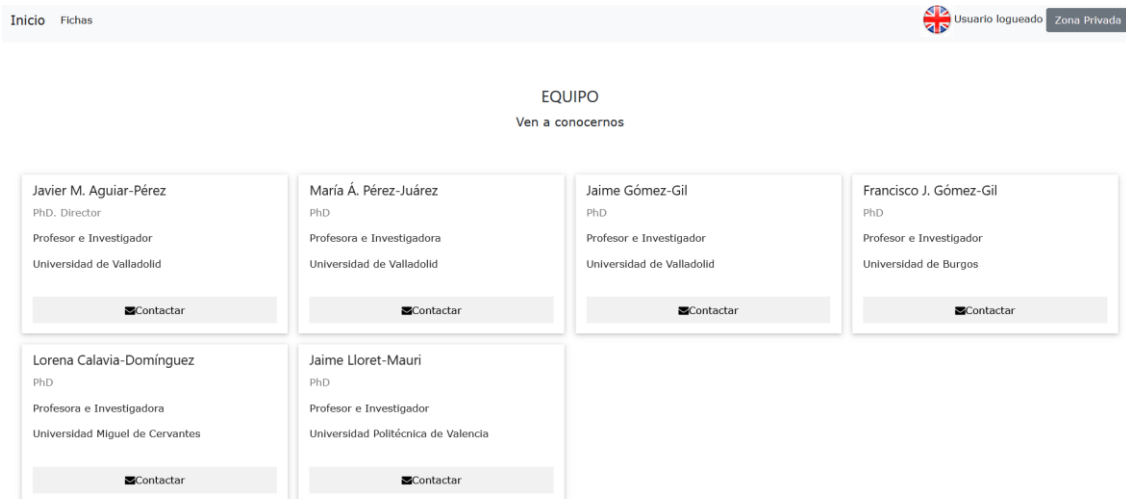 Inicio Fichas Usuario logueado Zona Privada
EQUIPO
Ven a conocernos
Javier M. Aguiar-Pérez
PhD. Director
Profesor e Investigador
Universidad de Valladolid
Contactar
María Á. Pérez-Juárez
PhD
Profesora e Investigadora
Universidad de Valladolid
Contactar
Jaime Gómez-Gil
PhD
Profesor e Investigador
Universidad de Valladolid
Contactar
Francisco J. Gómez-Gil
PhD
Profesor e Investigador
Universidad de Burgos
Contactar
Lorena Calavia-Domínguez
PhD
Profesora e Investigadora
Universidad Miguel de Cervantes
Contactar
Jaime Lloret-Mauri
PhD
Profesor e Investigador
Universidad Politécnica de Valencia
Contactar